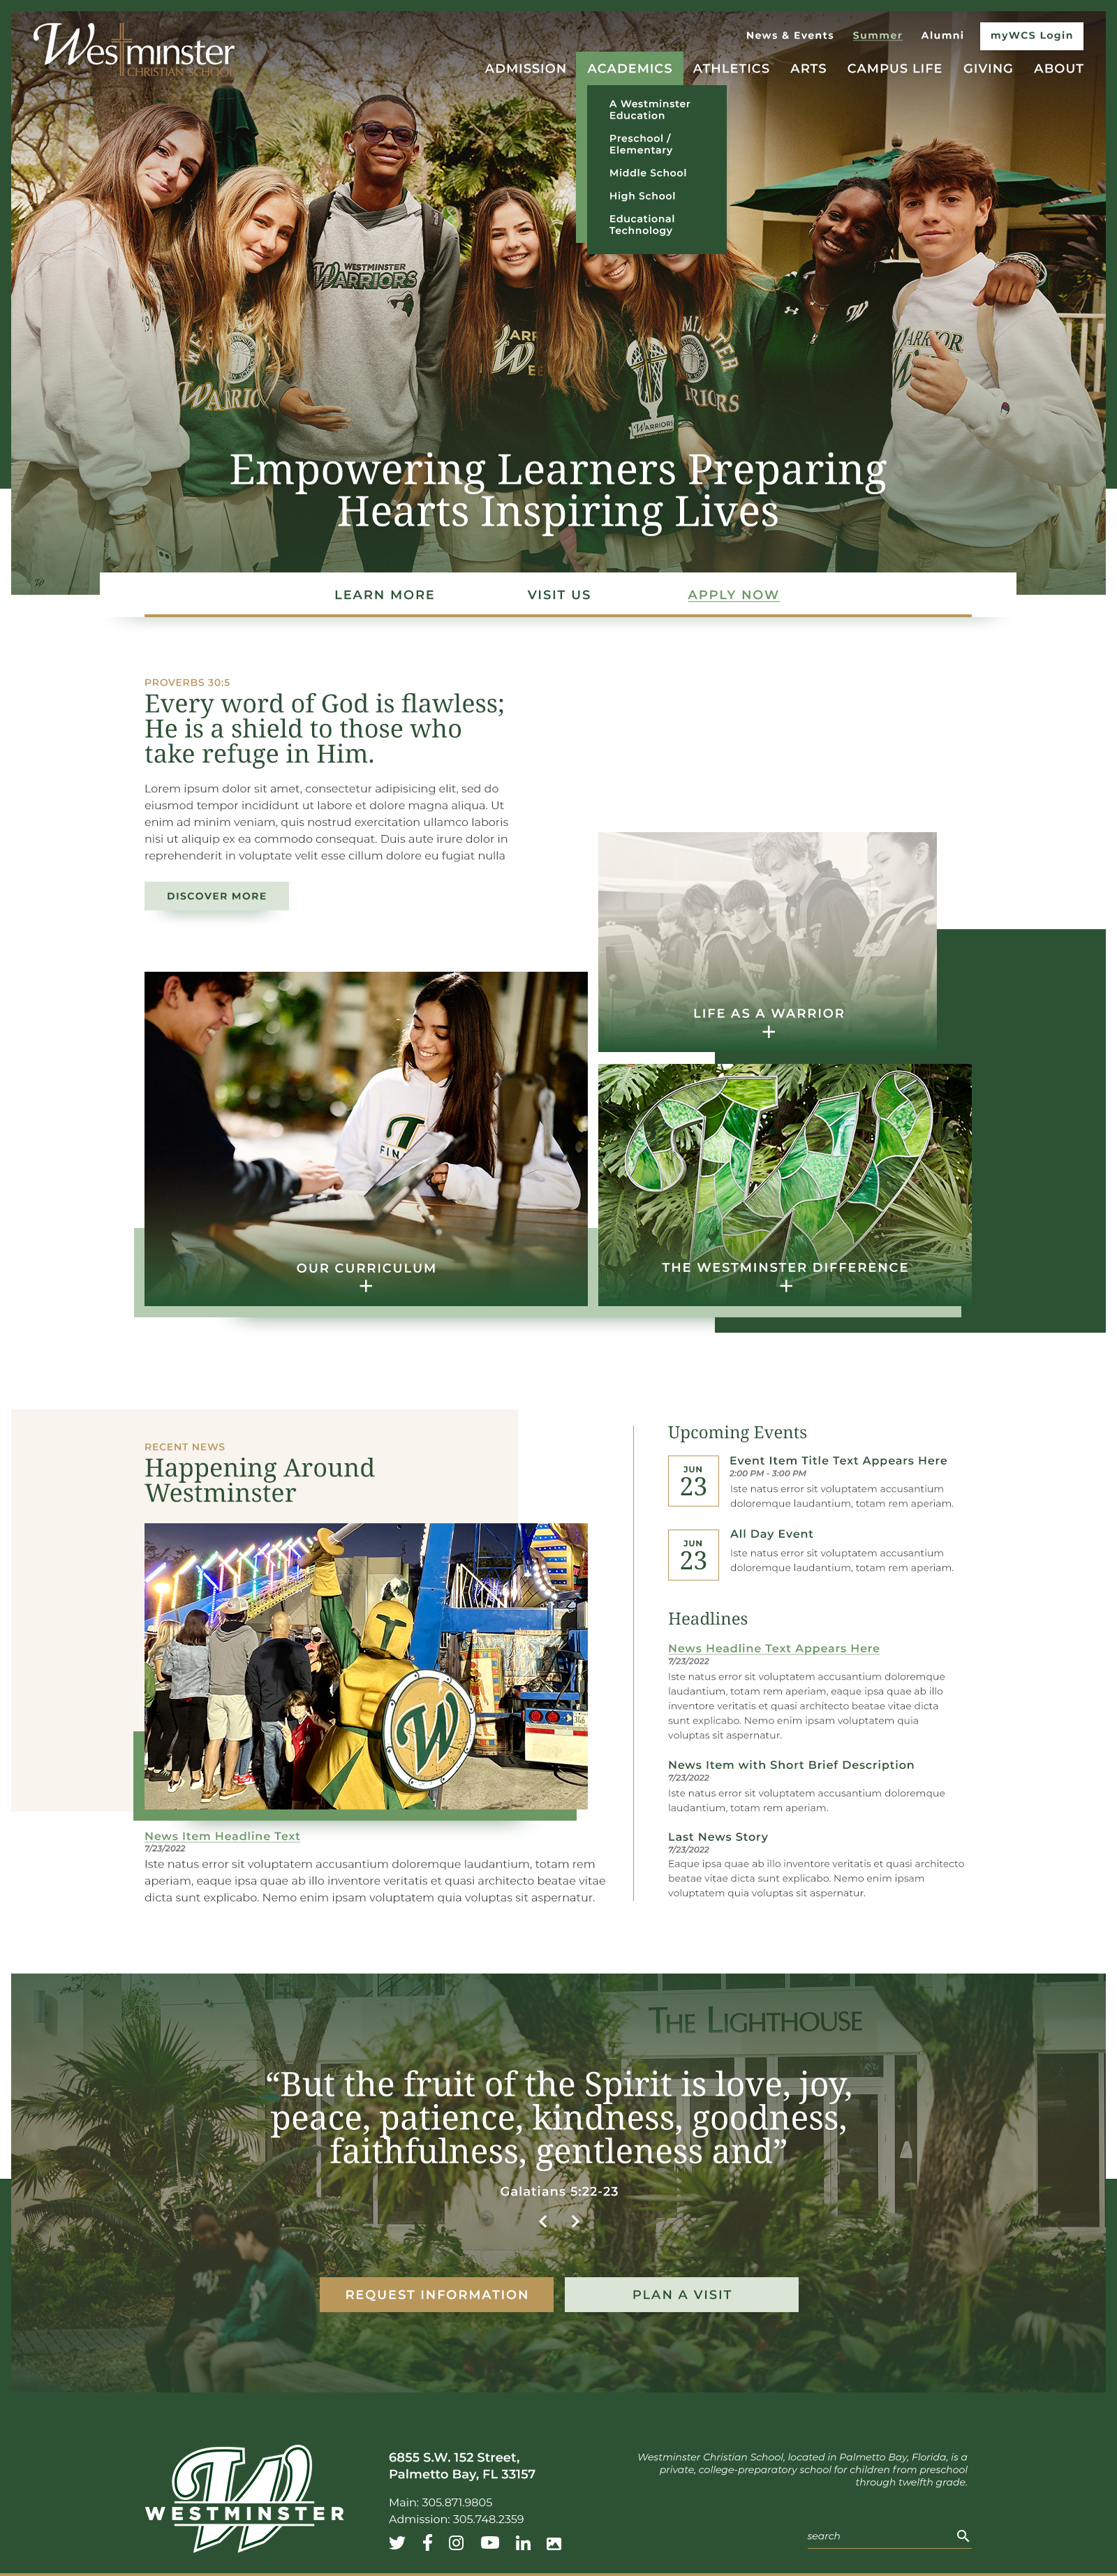 Westminster
CHRISTIAN SCHOOL
News & Events Summer Alumni myWCS Login
ADMISSION ACADEMICS ATHLETICS ARTS CAMPUS LIFE GIVING ABOUT
A Westminster
Education
Preschool /
Elementary
Middle School
High School
Educational
Technology
WESTMINSTER
WARRIORS
WARRIOR
Empowering Learners Preparing
Hearts Inspiring Lives
LEARN MORE VISIT US APPLY NOW
PROVERBS 30:5
Every word of God is flawless;
He is a shield to those who
take refuge in Him.
Lorem ipsum dolor sit amet, consectetur adipisicing elit, sed do
eiusmod tempor incididunt ut labore et dolore magna aliqua. Ut
enim ad minim veniam, quis nostrud exercitation ullamco laboris
nisi ut aliquip ex ea commodo consequat. Duis aute irure dolor in
reprehenderit in voluptate velit esse cillum dolore eu fugiat nulla
DISCOVER MORE
LIFE AS A WARRIOR
+
OUR CURRICULUM
+
THE WESTMINSTER DIFFERENCE
+
RECENT NEWS
Happening Around
Westminster
T
W
News Item Headline Text
7/23/2022
Iste natus error sit voluptatem accusantium doloremque laudantium, totam rem
aperiam, eaque ipsa quae ab illo inventore veritatis et quasi architecto beatae vitae
dicta sunt explicabo. Nemo enim ipsam voluptatem quia voluptas sit aspernatur.
Upcoming Events
JUN
23
Event Item Title Text Appears Here
2:00 PM - 3:00 PM
Iste natus error sit voluptatem accusantium
doloremque laudantium, totam rem aperiam.
JUN
23
All Day Event
Iste natus error sit voluptatem accusantium
doloremque laudantium, totam rem aperiam.
Headlines
News Headline Text Appears Here
7/23/2022
Iste natus error sit voluptatem accusantium doloremque
laudantium, totam rem aperiam, eaque ipsa quae ab illo
inventore veritatis et quasi architecto beatae vitae dicta
sunt explicabo. Nemo enim ipsam voluptatem quia
voluptas sit aspernatur.
News Item with Short Brief Description
7/23/2022
Iste natus error sit voluptatem accusantium doloremque
laudantium, totam rem aperiam.
Last News Story
7/23/2022
Eaque ipsa quae ab illo inventore veritatis et quasi architecto
beatae vitae dicta sunt explicabo. Nemo enim ipsam
voluptatem quia voluptas sit aspernatur.
THE LIGHTHOUSE
“But the fruit of the Spirit is love, joy,
peace, patience, kindness, goodness,
faithfulness, gentleness and”
Galatians 5:22-23
REQUEST INFORMATION PLAN A VISIT
W
WESTMINSTER
6855 S.W. 152 Street,
Palmetto Bay, FL 33157
Main: 305.871.9805
Admission: 305.748.2359
Westminster Christian School, located in Palmetto Bay, Florida, is a
private, college-preparatory school for children from preschool
through twelfth grade.
search